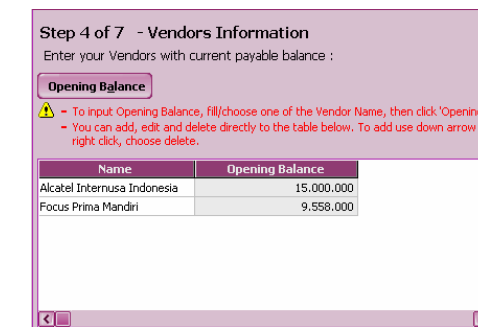 Step 4 of 7 - Vendors Information
Enter your Vendors with current payable balance :
Opening Balance
- To input Opening Balance, fill/choose one of the Vendor Name, then click 'Openin
- You can add, edit and delete directly to the table below. To add use down arrow
right click, choose delete.
Name Opening Balance
Alcatel Internusa Indonesia 15.000.000
Focus Prima Mandiri 9.558.000